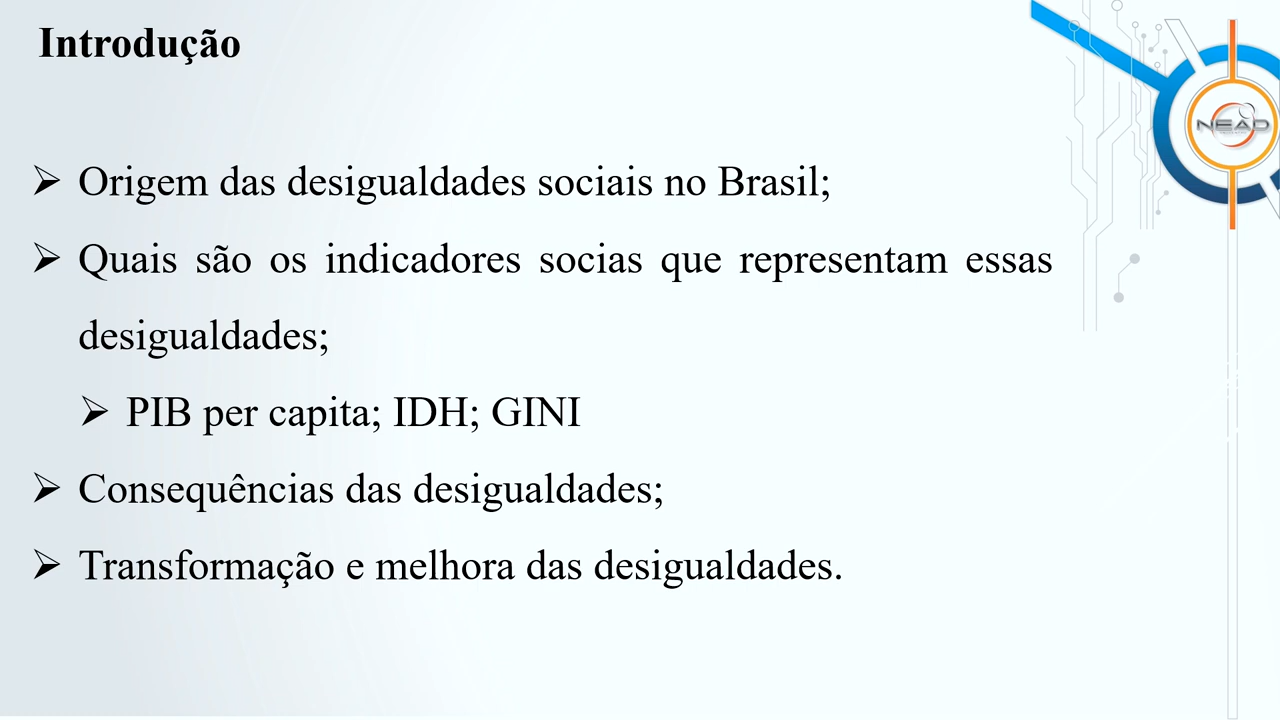 Introdução
NEAD
➢ Origem das desigualdades sociais no Brasil;
➢ Quais são os indicadores socias que representam essas
desigualdades;
➢ PIB per capita; IDH; GINI
➢ Consequências das desigualdades;
➢ Transformação e melhora das desigualdades.